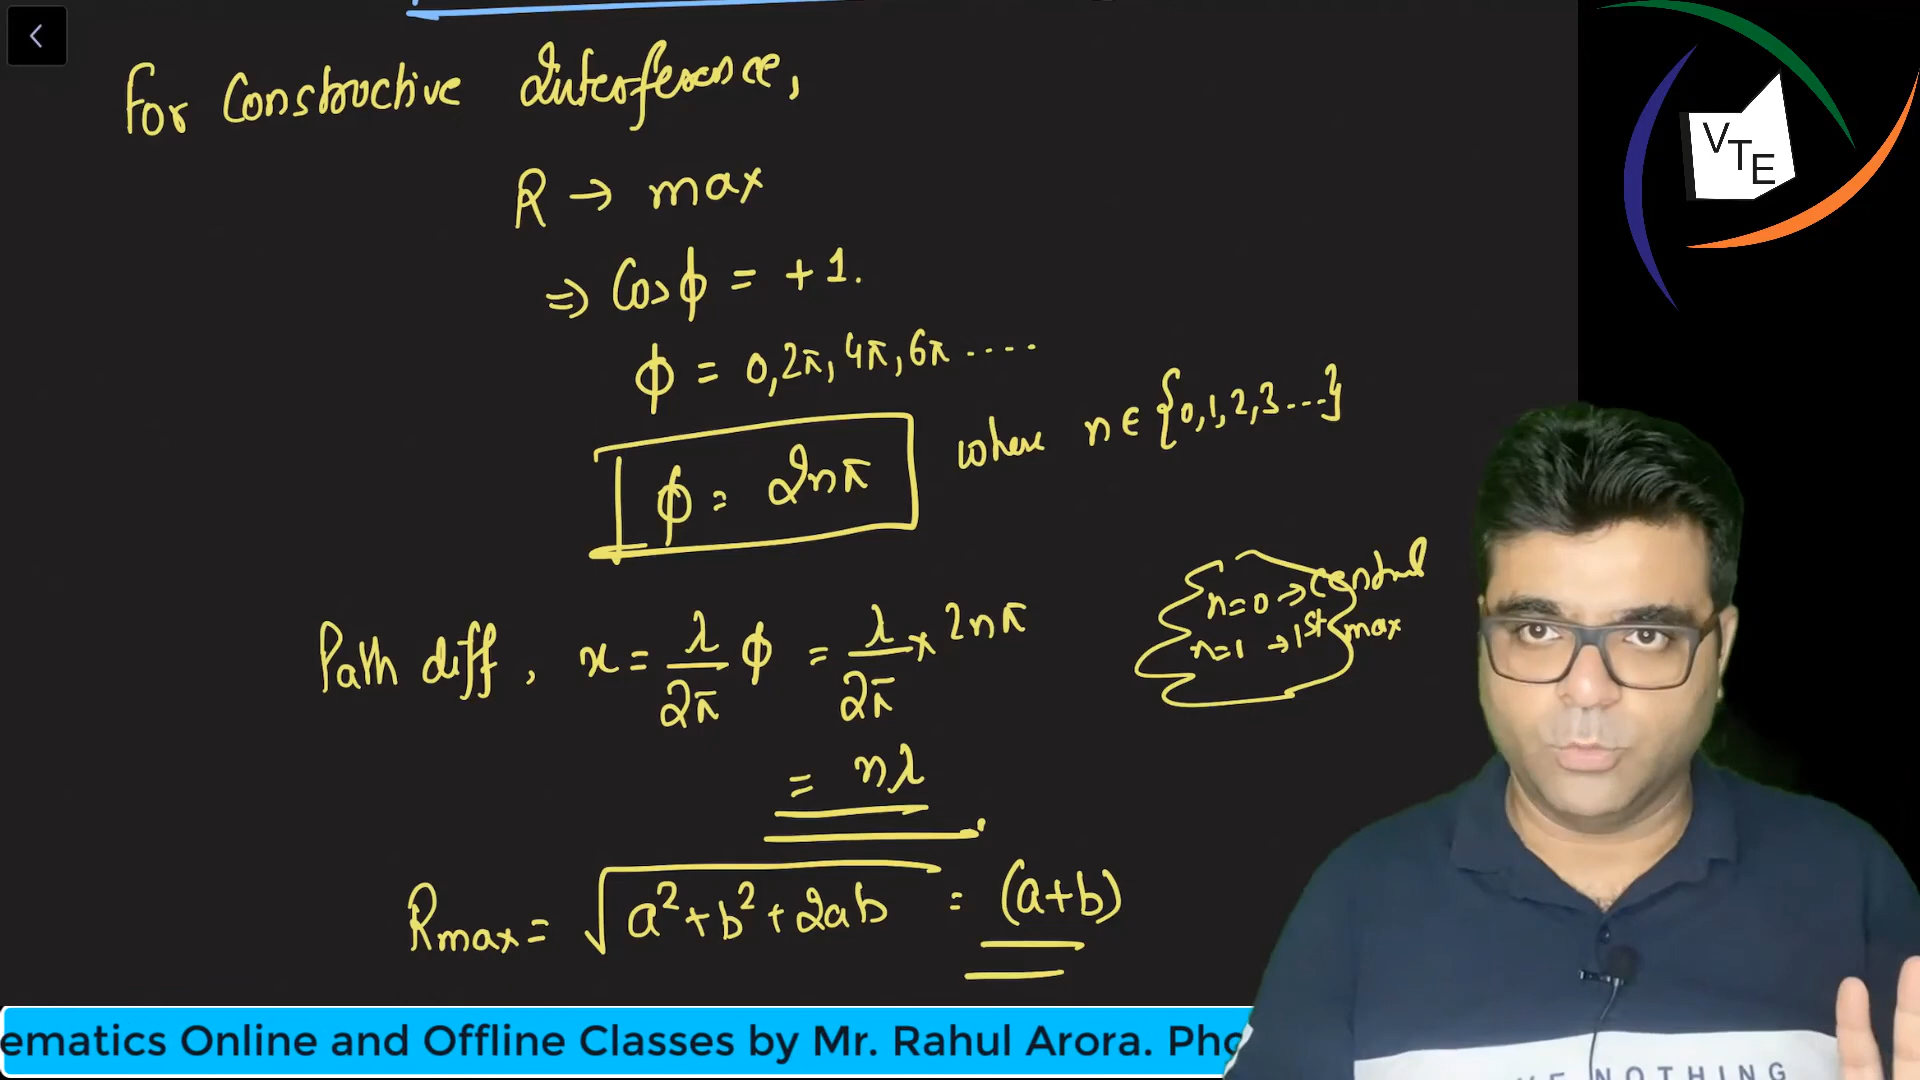 For Constructive Interference,
R → max
⇒ Cosϕ = +1.
ϕ = 0, 2π, 4π, 6π ....
ϕ = 2nπ where n ∈ {0, 1, 2, 3 ...}
n=0 → central
n=1 → 1st max
Path diff, x = λ/2π ϕ = λ/2π × 2nπ
= nλ
Rmax = √a²+b²+2ab = (a+b)
VTE
ematics Online and Offline Classes by Mr. Rahul Arora. Pho
NOTHING